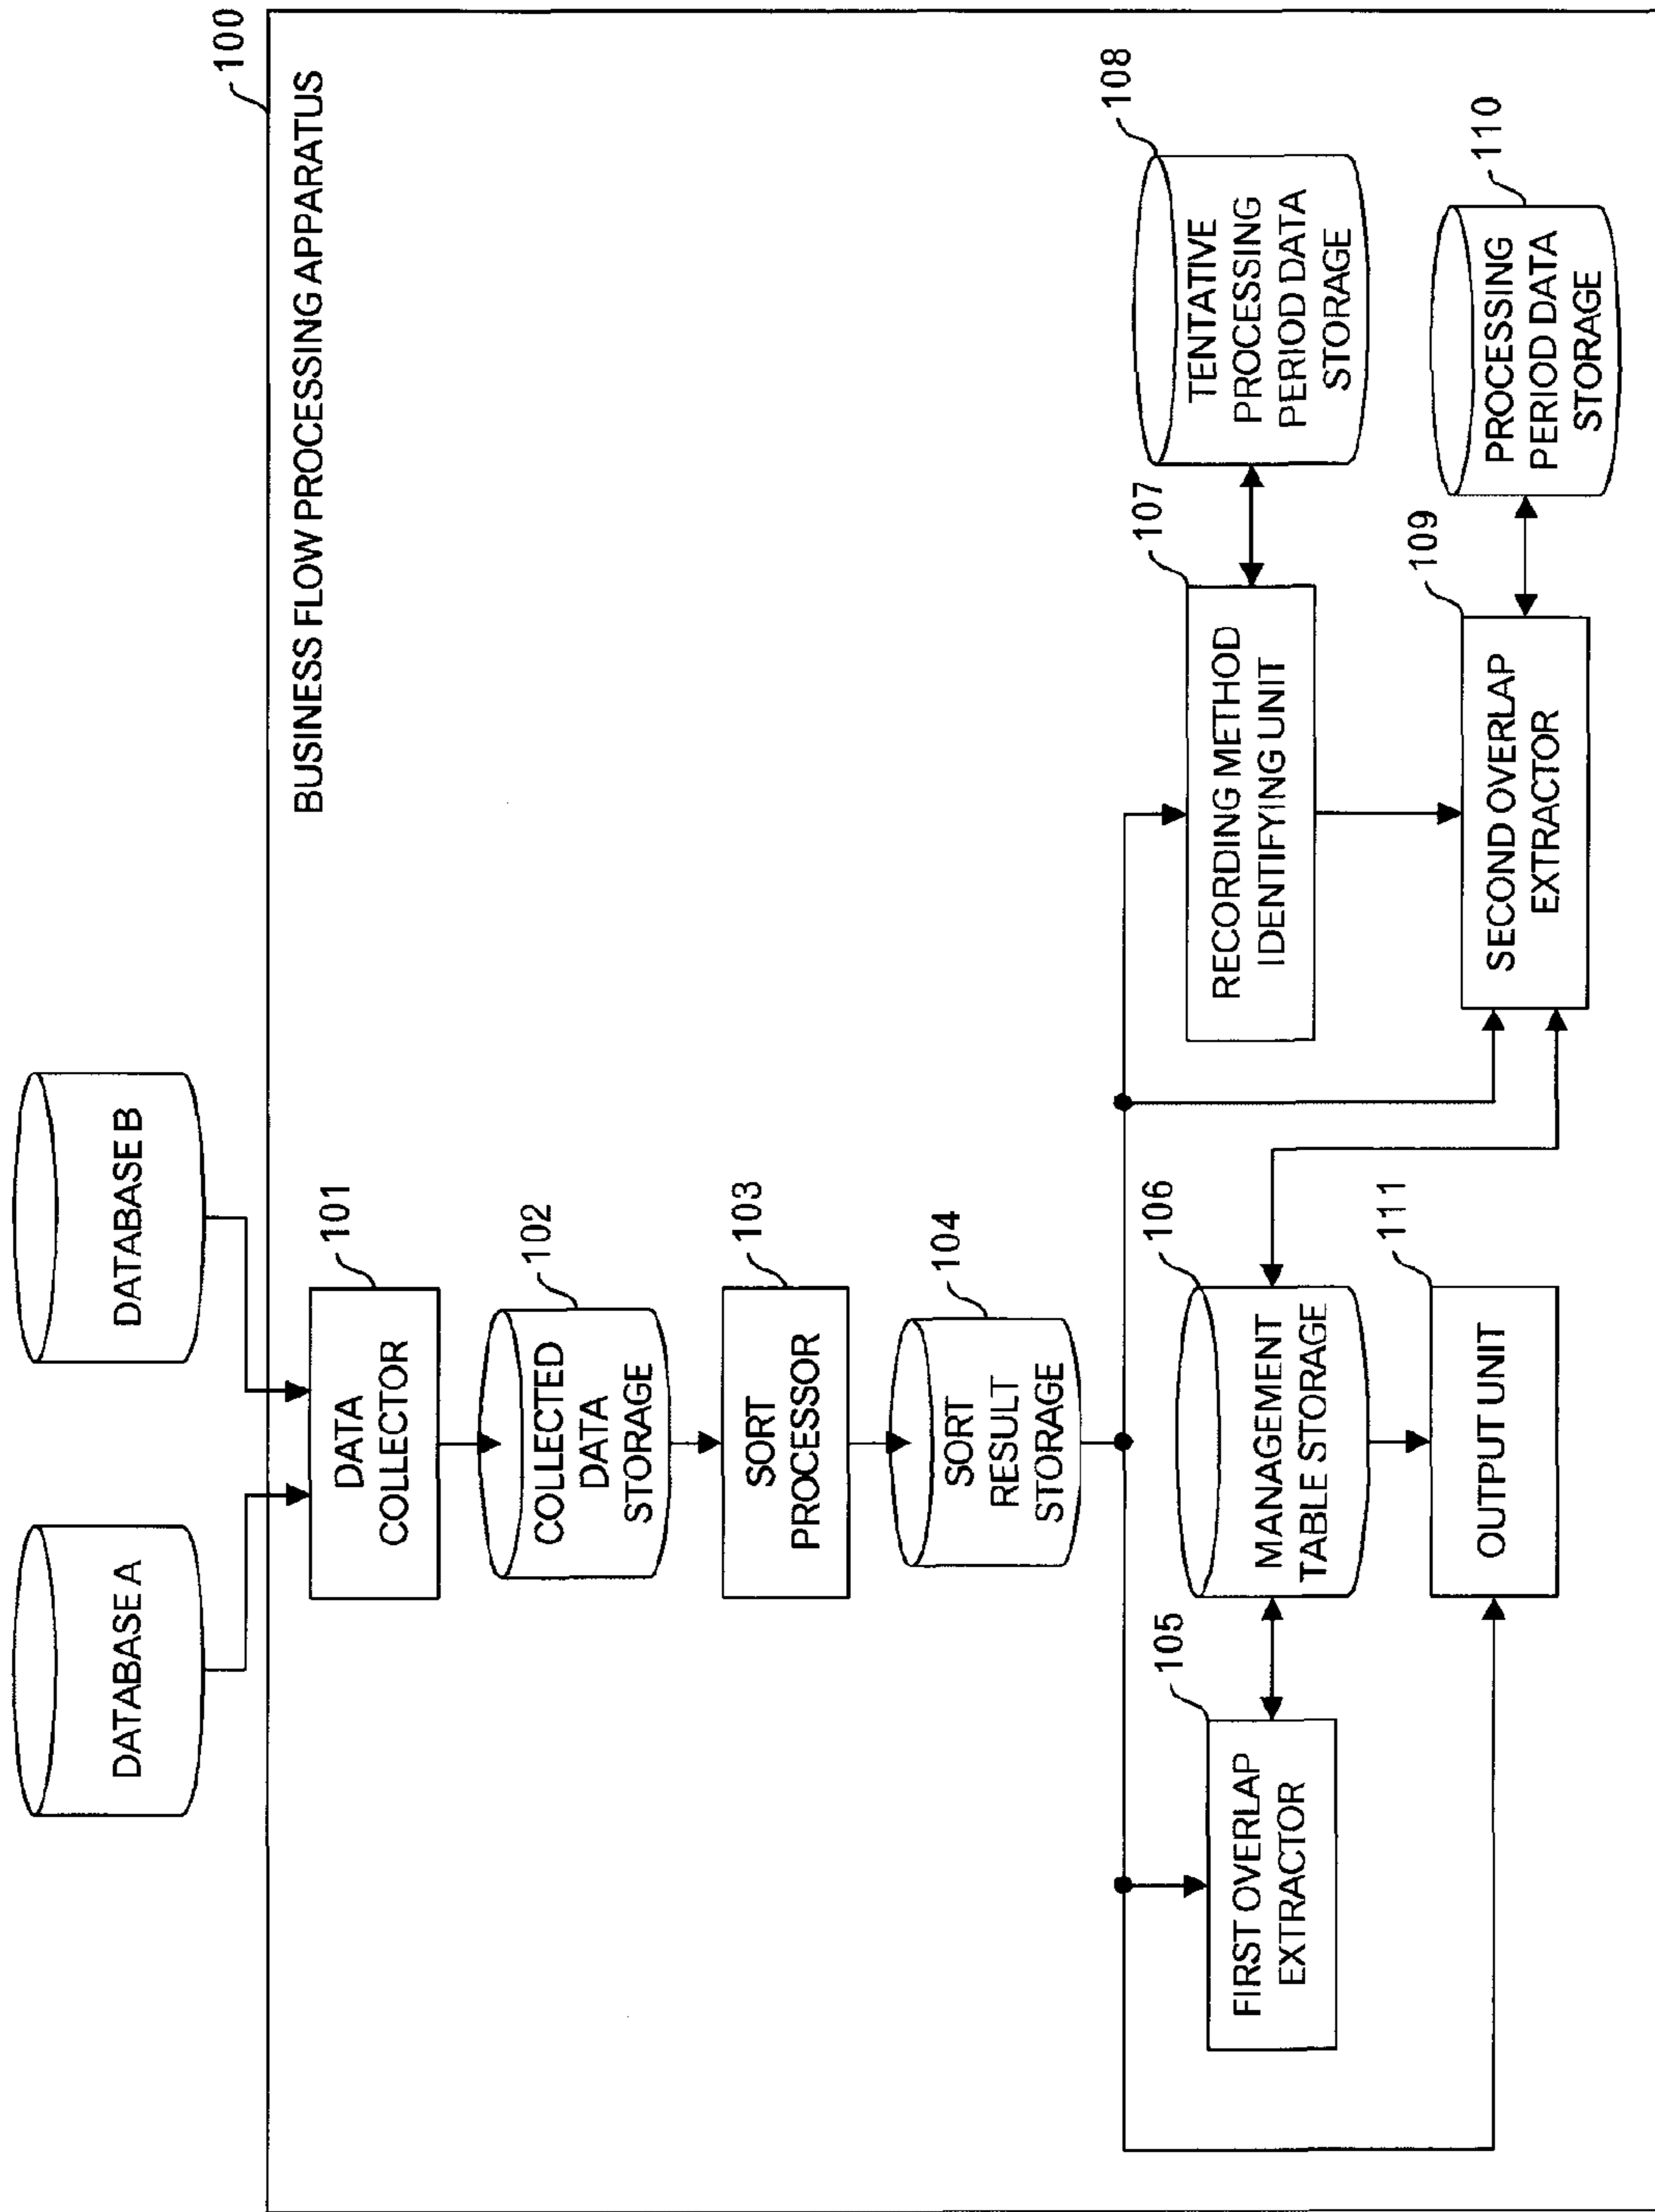 DATABASE A
DATABASE B
100
BUSINESS FLOW PROCESSING APPARATUS
DATA
COLLECTOR
101
COLLECTED
DATA
STORAGE
102
SORT
PROCESSOR
103
SORT
RESULT
STORAGE
104
FIRST OVERLAP
EXTRACTOR
105
MANAGEMENT
TABLE STORAGE
106
RECORDING METHOD
IDENTIFYING UNIT
107
TENTATIVE
PROCESSING
PERIOD DATA
STORAGE
108
OUTPUT UNIT
111
SECOND OVERLAP
EXTRACTOR
109
PROCESSING
PERIOD DATA
STORAGE
110